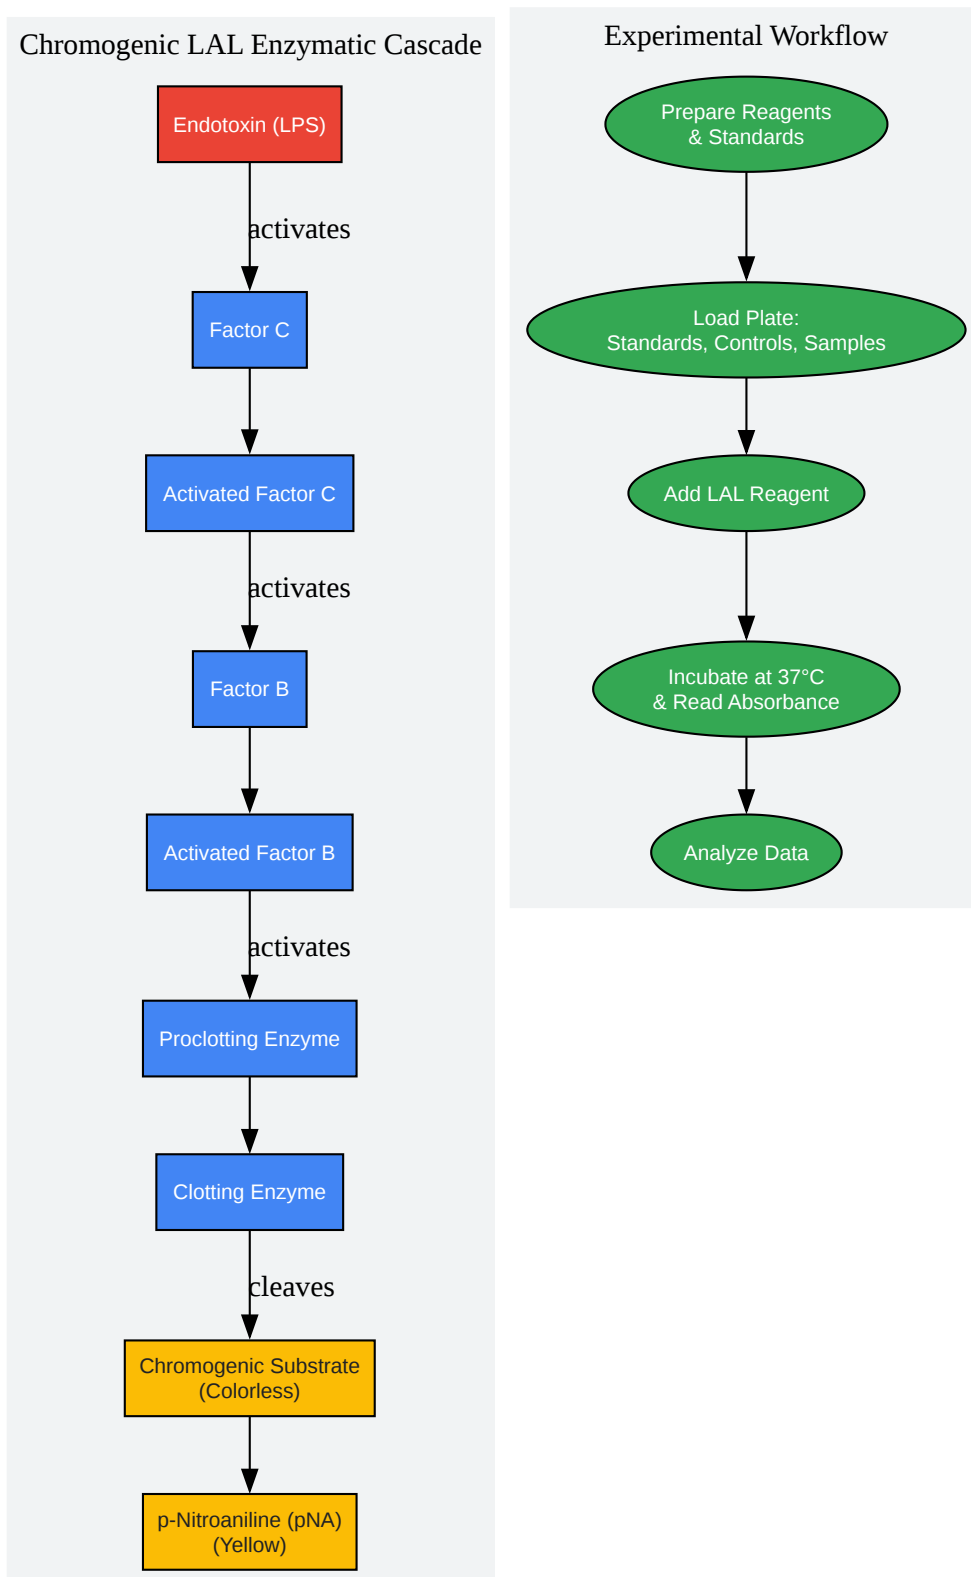 Chromogenic LAL Enzymatic Cascade
Endotoxin (LPS)
activates
Factor C
Activated Factor C
activates
Factor B
Activated Factor B
activates
Proclotting Enzyme
Clotting Enzyme
cleaves
Chromogenic Substrate
(Colorless)
p-Nitroaniline (pNA)
(Yellow)
Experimental Workflow
Prepare Reagents
& Standards
Load Plate:
Standards, Controls, Samples
Add LAL Reagent
Incubate at 37°C
& Read Absorbance
Analyze Data